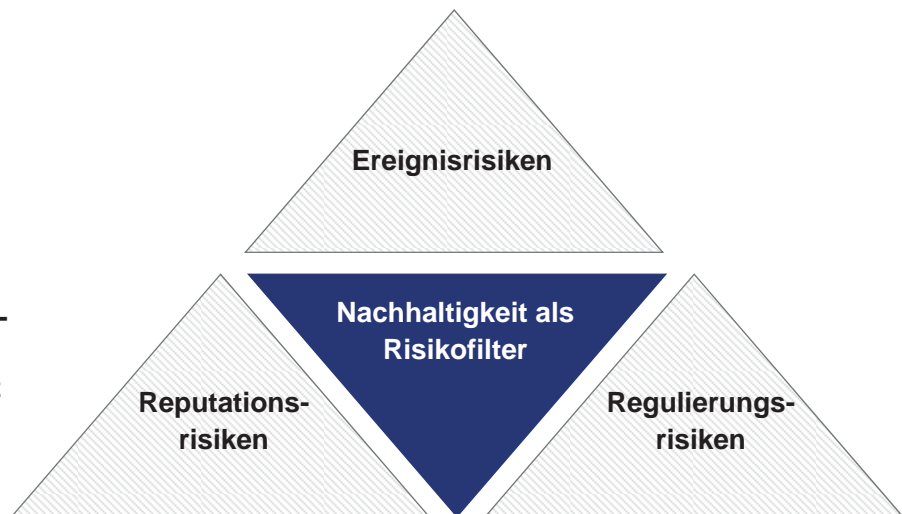 Ereignisrisiken
Nachhaltigkeit als
Risikofilter
Reputations-
risiken
Regulierungs-
risiken